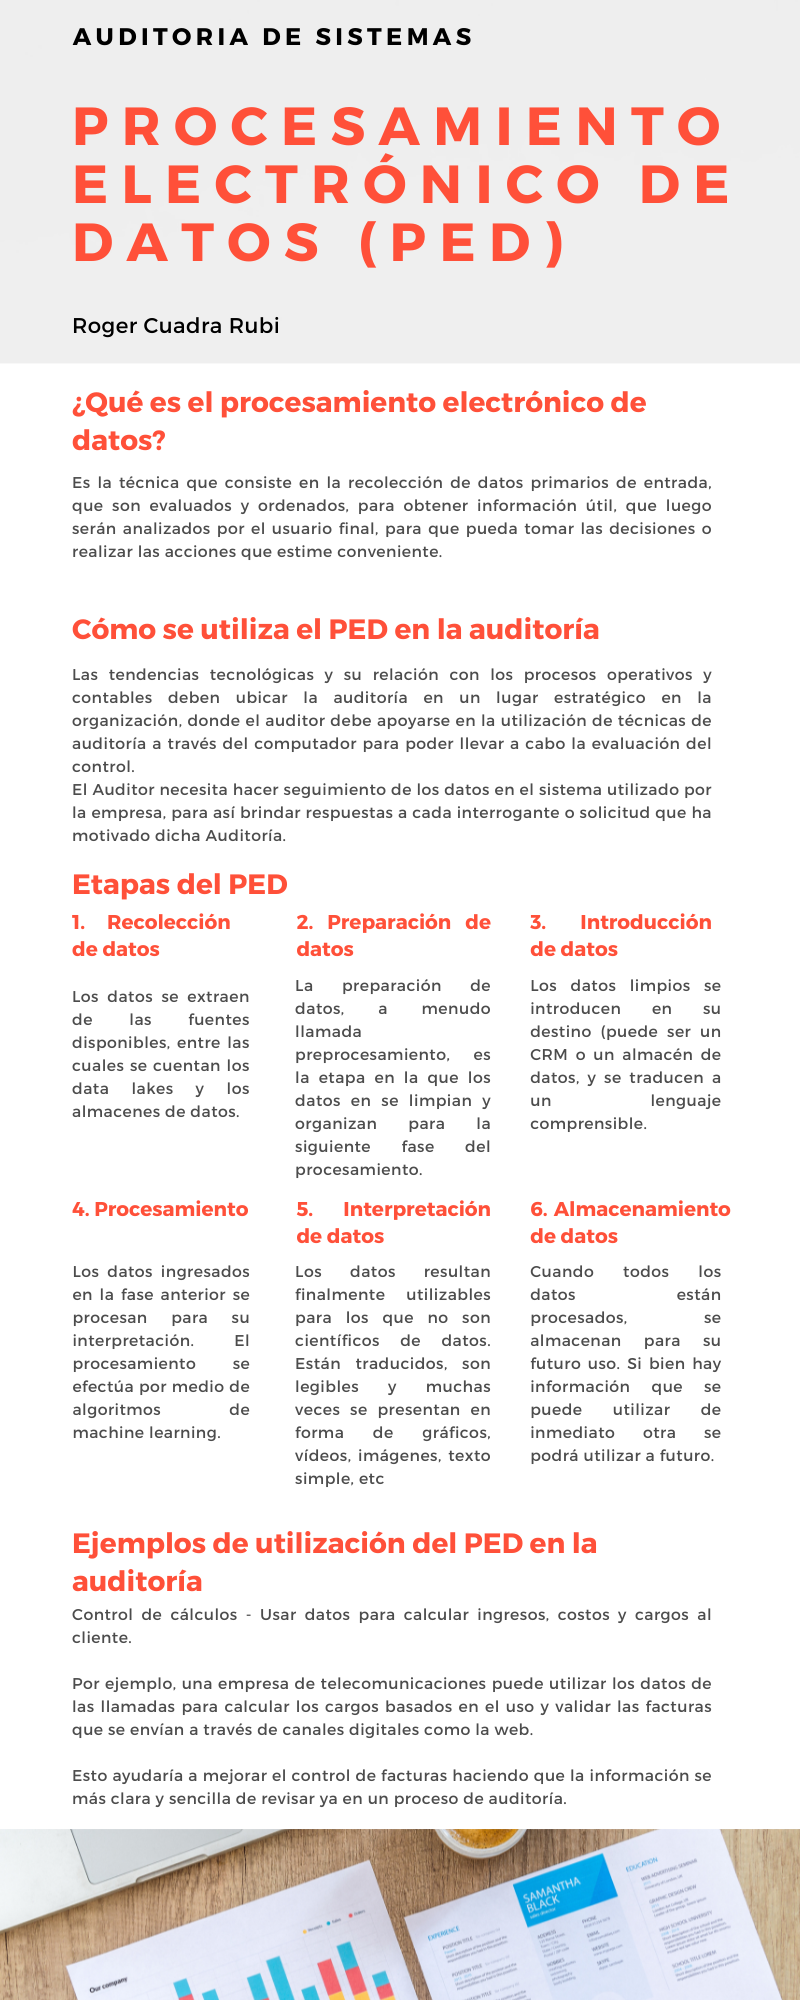 AUDITORIA DE SISTEMAS
PROCESAMIENTO
ELECTRÓNICO DE
DATOS (PED)
Roger Cuadra Rubi
¿Qué es el procesamiento electrónico de
datos?
Es la técnica que consiste en la recolección de datos primarios de entrada,
que son evaluados y ordenados, para obtener información útil, que luego
serán analizados por el usuario final, para que pueda tomar las decisiones o
realizar las acciones que estime conveniente.
Cómo se utiliza el PED en la auditoría
Las tendencias tecnológicas y su relación con los procesos operativos y
contables deben ubicar la auditoría en un lugar estratégico en la
organización, donde el auditor debe apoyarse en la utilización de técnicas de
auditoría a través del computador para poder llevar a cabo la evaluación del
control.
El Auditor necesita hacer seguimiento de los datos en el sistema utilizado por
la empresa, para así brindar respuestas a cada interrogante o solicitud que ha
motivado dicha Auditoría.
Etapas del PED
1. Recolección
de datos
Los datos se extraen
de las fuentes
disponibles, entre las
cuales se cuentan los
data lakes y los
almacenes de datos.
2. Preparación de
datos
La preparación de
datos, a menudo
llamada
preprocesamiento, es
la etapa en la que los
datos en se limpian y
organizan para la
siguiente fase del
procesamiento.
3. Introducción
de datos
Los datos limpios se
introducen en su
destino (puede ser un
CRM o un almacén de
datos, y se traducen a
un lenguaje
comprensible.
4. Procesamiento
Los datos ingresados
en la fase anterior se
procesan para su
interpretación. El
procesamiento se
efectúa por medio de
algoritmos de
machine learning.
5. Interpretación
de datos
Los datos resultan
finalmente utilizables
para los que no son
científicos de datos.
Están traducidos, son
legibles y muchas
veces se presentan en
forma de gráficos,
vídeos, imágenes, texto
simple, etc
6. Almacenamiento
de datos
Cuando todos los
datos están
procesados, se
almacenan para su
futuro uso. Si bien hay
información que se
puede utilizar de
inmediato otra se
podrá utilizar a futuro.
Ejemplos de utilización del PED en la
auditoría
Control de cálculos - Usar datos para calcular ingresos, costos y cargos al
cliente.
Por ejemplo, una empresa de telecomunicaciones puede utilizar los datos de
las llamadas para calcular los cargos basados en el uso y validar las facturas
que se envían a través de canales digitales como la web.
Esto ayudaría a mejorar el control de facturas haciendo que la información se
más clara y sencilla de revisar ya en un proceso de auditoría.
Our company
SAMANTHA
BLACK
EXPERIENCE
POSITION TITLE
POSITION TITLE
ADDRESS
PHONE
EMAIL
WEBSITE
EDUCATION
WEB ADVERTISING SEMINAR
GRAPHIC DESIGN CREW
HIGH SCHOOL UNIVERSITY
SCHOOL TITLE LOREM